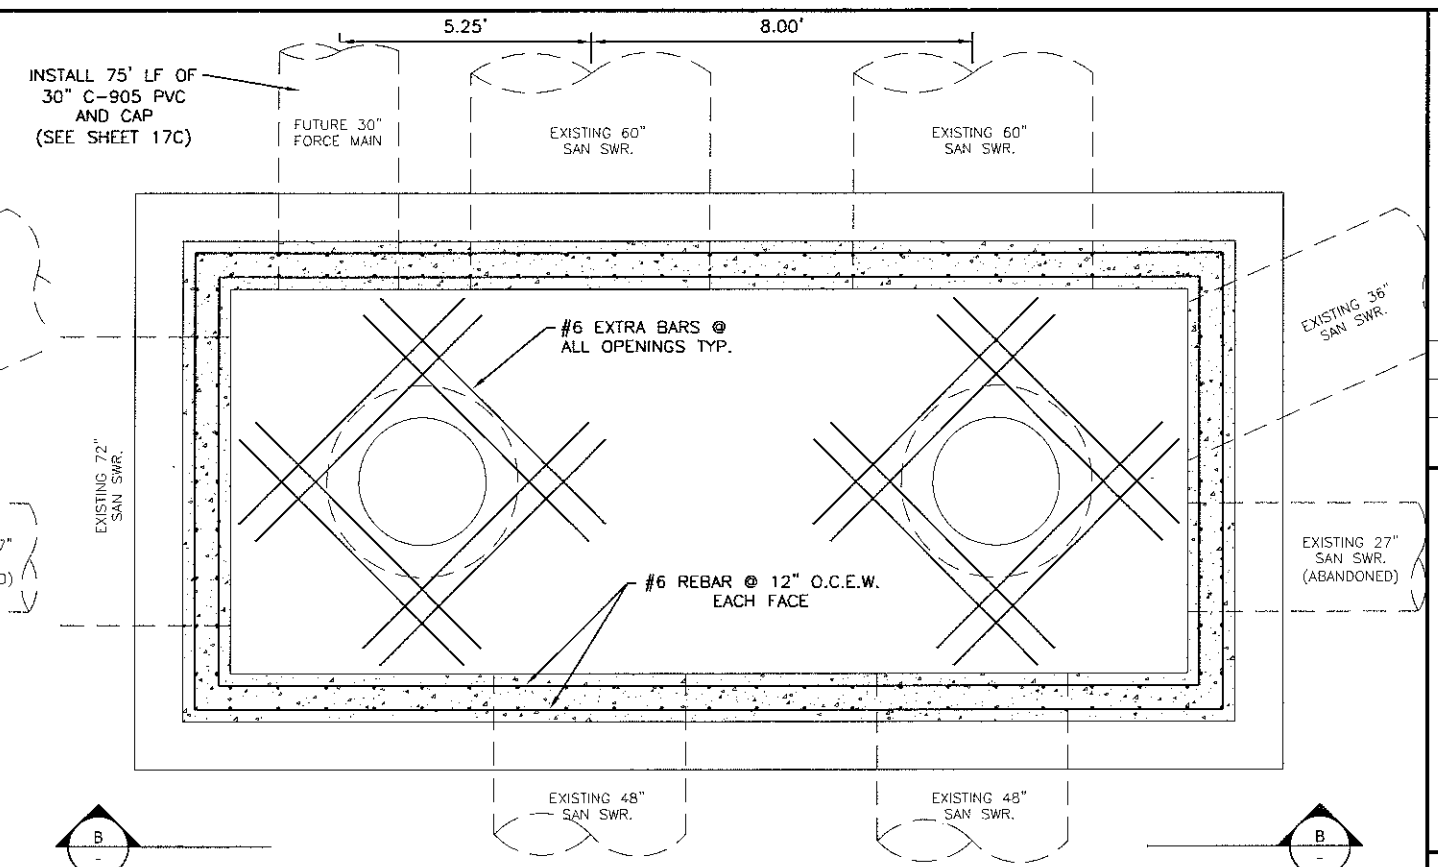 5.25'
8.00'
INSTALL 75' LF OF
30" C-905 PVC
AND CAP
(SEE SHEET 17C)
FUTURE 30"
FORCE MAIN
EXISTING 60"
SAN SWR.
EXISTING 60"
SAN SWR.
#6 EXTRA BARS @
ALL OPENINGS TYP.
EXISTING 36"
SAN SWR.
EXISTING 72"
SAN SWR.
EXISTING 27"
SAN SWR.
(ABANDONED)
#6 REBAR @ 12" O.C.E.W.
EACH FACE
EXISTING 48"
SAN SWR.
EXISTING 48"
SAN SWR.
B
-
B
-